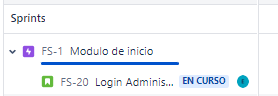 Sprints
FS-1 Modulo de inicio
FS-20 Login Adminis... EN CURSO